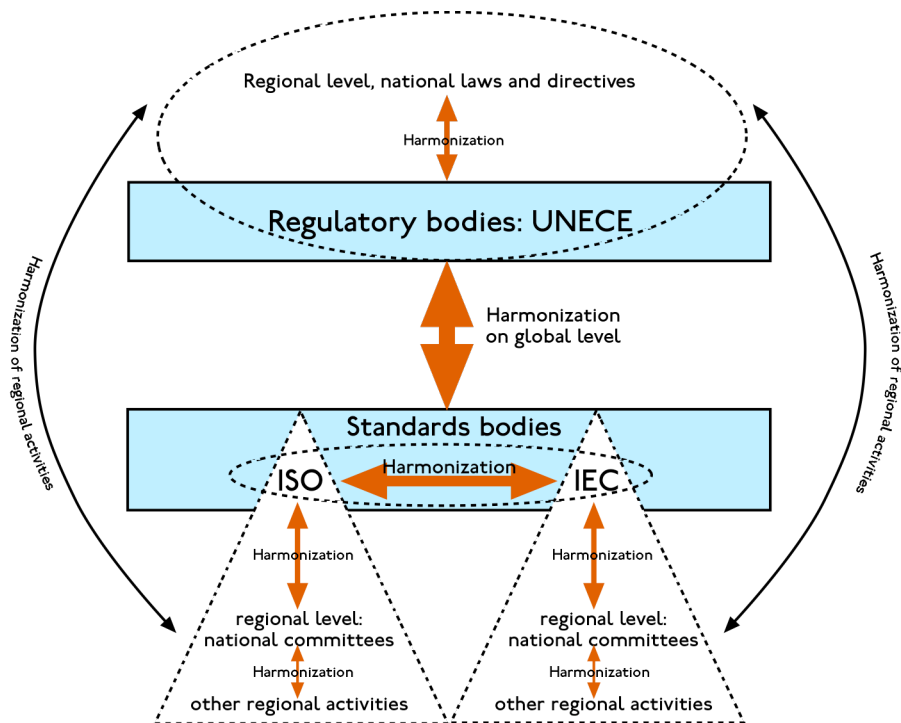 Regional level, national laws and directives
Harmonization
Regulatory bodies: UNECE
Harmonization
on global level
Harmonization of regional activities
Harmonization of regional activities
Standards bodies
Harmonization
ISO
IEC
Harmonization
Harmonization
regional level:
national committees
regional level:
national committees
Harmonization
Harmonization
other regional activities
other regional activities